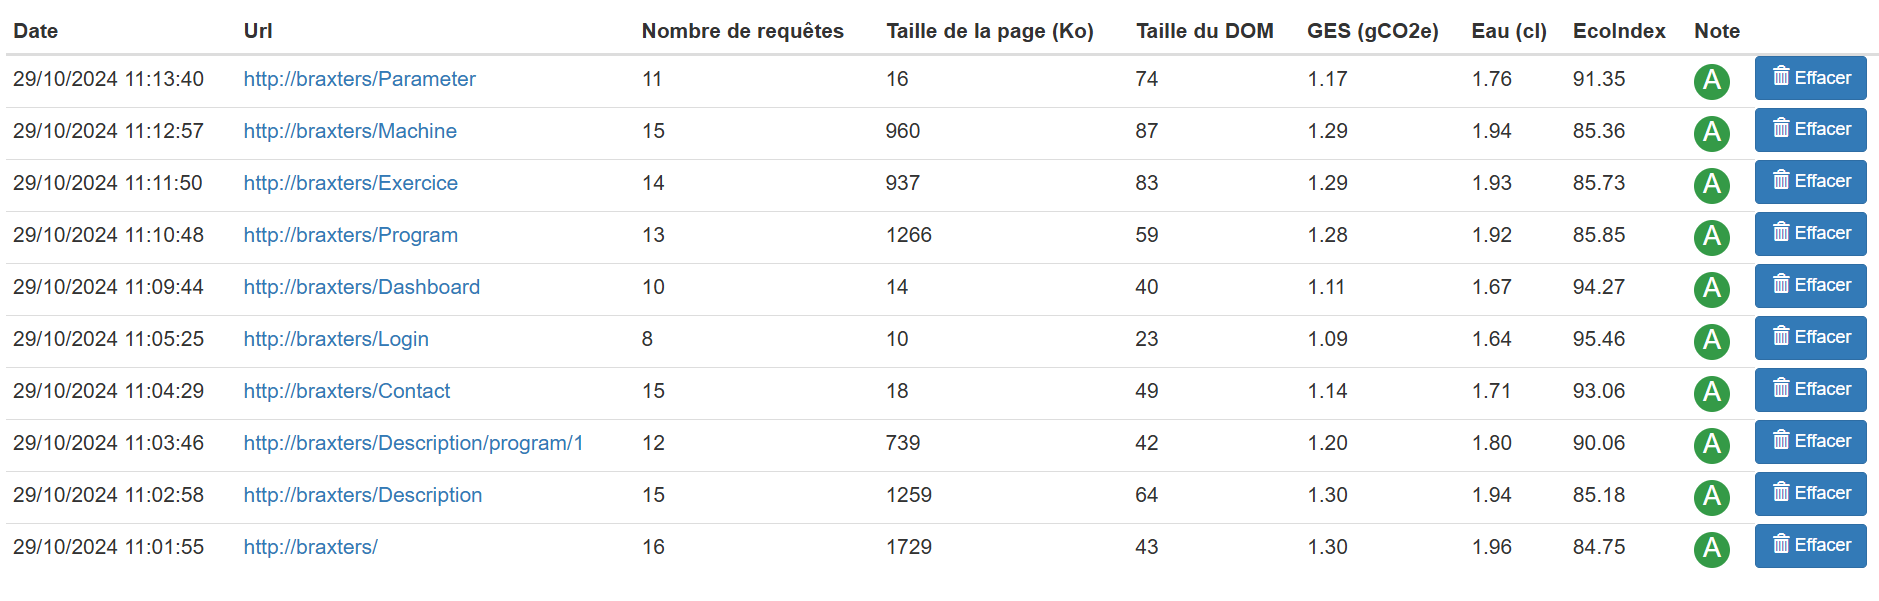 Date Url Nombre de requêtes Taille de la page (Ko) Taille du DOM GES (gCO2e) Eau (cl) EcoIndex Note
29/10/2024 11:13:40 http://braxters/Parameter 11 16 74 1.17 1.76 91.35 A Effacer
29/10/2024 11:12:57 http://braxters/Machine 15 960 87 1.29 1.94 85.36 A Effacer
29/10/2024 11:11:50 http://braxters/Exercice 14 937 83 1.29 1.93 85.73 A Effacer
29/10/2024 11:10:48 http://braxters/Program 13 1266 59 1.28 1.92 85.85 A Effacer
29/10/2024 11:09:44 http://braxters/Dashboard 10 14 40 1.11 1.67 94.27 A Effacer
29/10/2024 11:05:25 http://braxters/Login 8 10 23 1.09 1.64 95.46 A Effacer
29/10/2024 11:04:29 http://braxters/Contact 15 18 49 1.14 1.71 93.06 A Effacer
29/10/2024 11:03:46 http://braxters/Description/program/1 12 739 42 1.20 1.80 90.06 A Effacer
29/10/2024 11:02:58 http://braxters/Description 15 1259 64 1.30 1.94 85.18 A Effacer
29/10/2024 11:01:55 http://braxters/ 16 1729 43 1.30 1.96 84.75 A Effacer